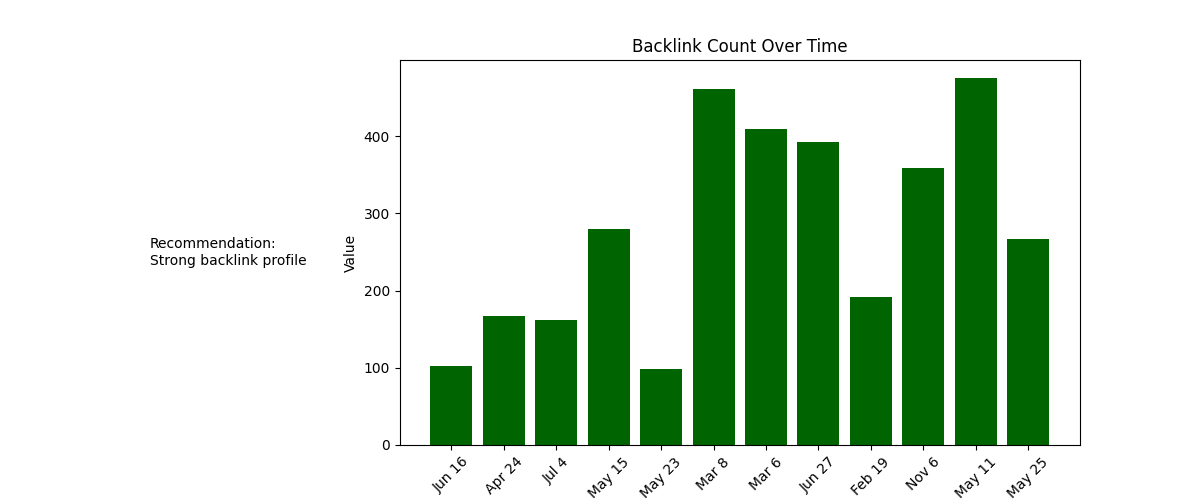 Backlink Count Over Time
Recommendation:
Strong backlink profile
Value
400
300
200
100
0
Jun 16
Apr 24
Jul 4
May 15
May 23
Mar 8
Mar 6
Jun 27
Feb 19
Nov 6
May 11
May 25